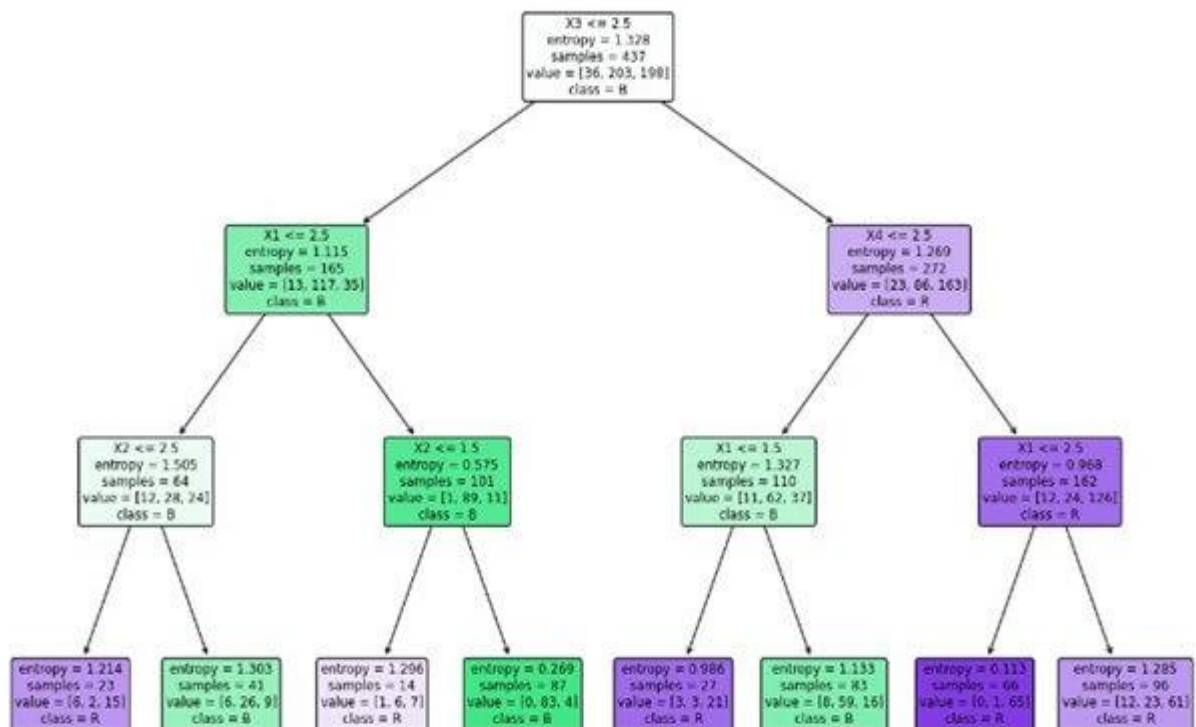 X3 <= 2.5
entropy = 1.328
samples = 437
value = [36, 203, 198]
class = B
X1 <= 2.5
entropy = 1.115
samples = 165
value = [13, 117, 35]
class = B
X4 <= 2.5
entropy = 1.269
samples = 272
value = [23, 86, 163]
class = R
X2 <= 2.5
entropy = 1.505
samples = 64
value = [12, 28, 24]
class = B
X2 <= 1.5
entropy = 0.575
samples = 101
value = [1, 89, 11]
class = B
X1 <= 1.5
entropy = 1.327
samples = 110
value = [11, 62, 37]
class = B
X1 <= 2.5
entropy = 0.968
samples = 162
value = [12, 24, 126]
class = R
entropy = 1.214
samples = 23
value = [6, 2, 15]
class = R
entropy = 1.303
samples = 41
value = [6, 26, 9]
class = B
entropy = 1.296
samples = 14
value = [1, 6, 7]
class = R
entropy = 0.269
samples = 87
value = [0, 83, 4]
class = B
entropy = 0.986
samples = 27
value = [3, 3, 21]
class = R
entropy = 1.133
samples = 83
value = [8, 59, 16]
class = B
entropy = 0.113
samples = 66
value = [0, 1, 65]
class = R
entropy = 1.285
samples = 96
value = [12, 23, 61]
class = R